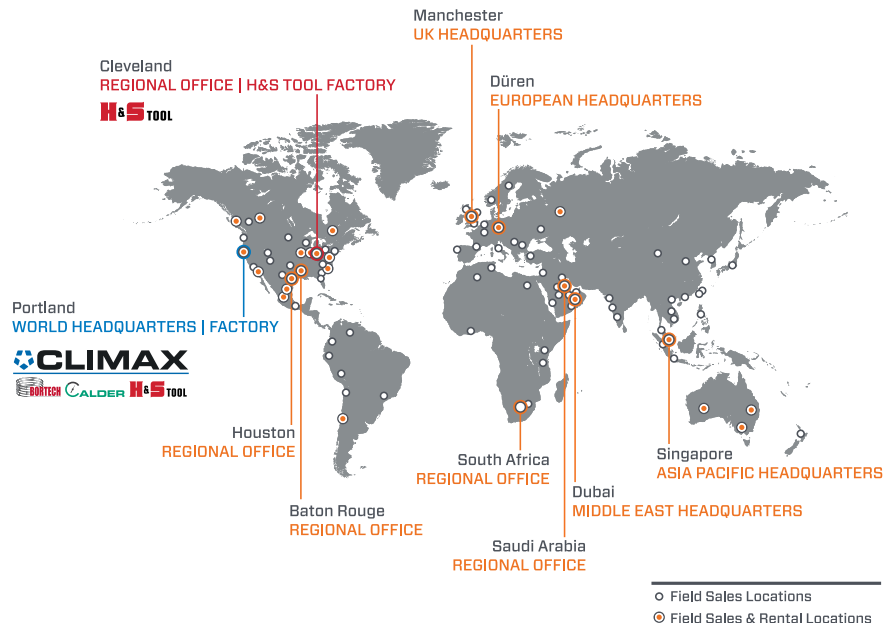 Manchester
UK HEADQUARTERS
Cleveland
REGIONAL OFFICE | H&S TOOL FACTORY
H&S TOOL
Düren
EUROPEAN HEADQUARTERS
Portland
WORLD HEADQUARTERS | FACTORY
CLIMAX
BORTECH CALDER H&S TOOL
Houston
REGIONAL OFFICE
Baton Rouge
REGIONAL OFFICE
South Africa
REGIONAL OFFICE
Singapore
ASIA PACIFIC HEADQUARTERS
Dubai
MIDDLE EAST HEADQUARTERS
Saudi Arabia
REGIONAL OFFICE
Field Sales Locations
Field Sales & Rental Locations